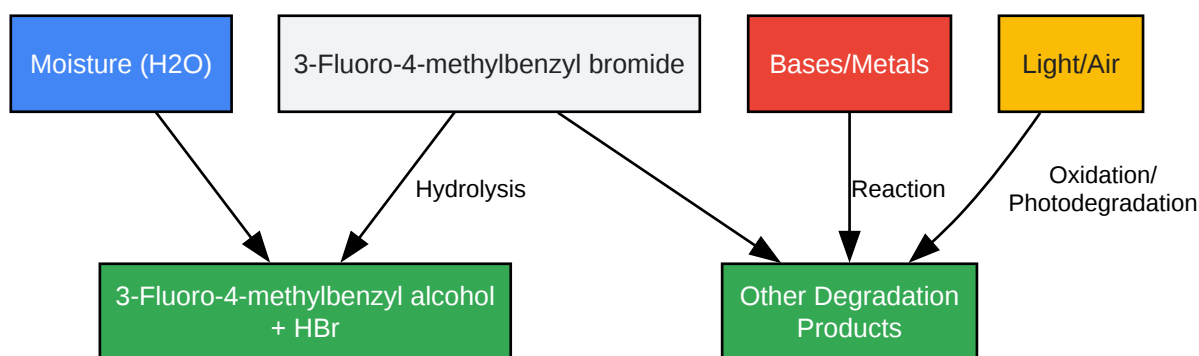 Moisture (H2O)
3-Fluoro-4-methylbenzyl bromide
Bases/Metals
Light/Air
Hydrolysis
Reaction
Oxidation/
Photodegradation
3-Fluoro-4-methylbenzyl alcohol
+ HBr
Other Degradation
Products